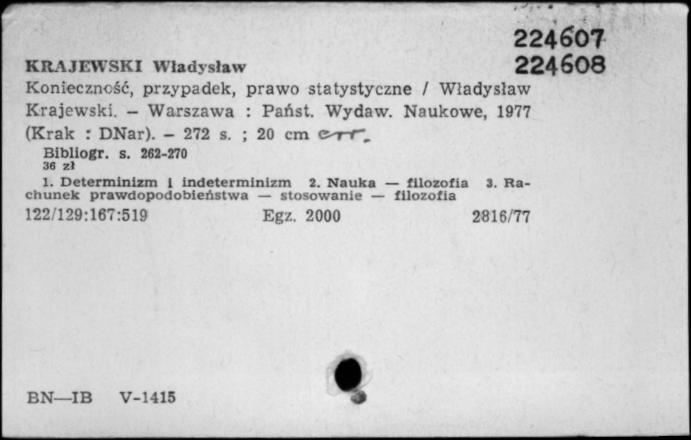 224607
KRAJEWSKI Władysław 224608
Konieczność, przypadek, prawo statystyczne / Władysław
Krajewski. — Warszawa : Państ. Wydaw. Naukowe, 1977
(Krak : DNar). — 272 s. ; 20 cm err.
Bibliogr. s. 262-270
36 zł
1. Determinizm i indeterminizm 2. Nauka — filozofia 3. Ra-
chunek prawdopodobieństwa — stosowanie — filozofia
122/129:167:519 Egz. 2000 2816/77
BN—IB V-1415